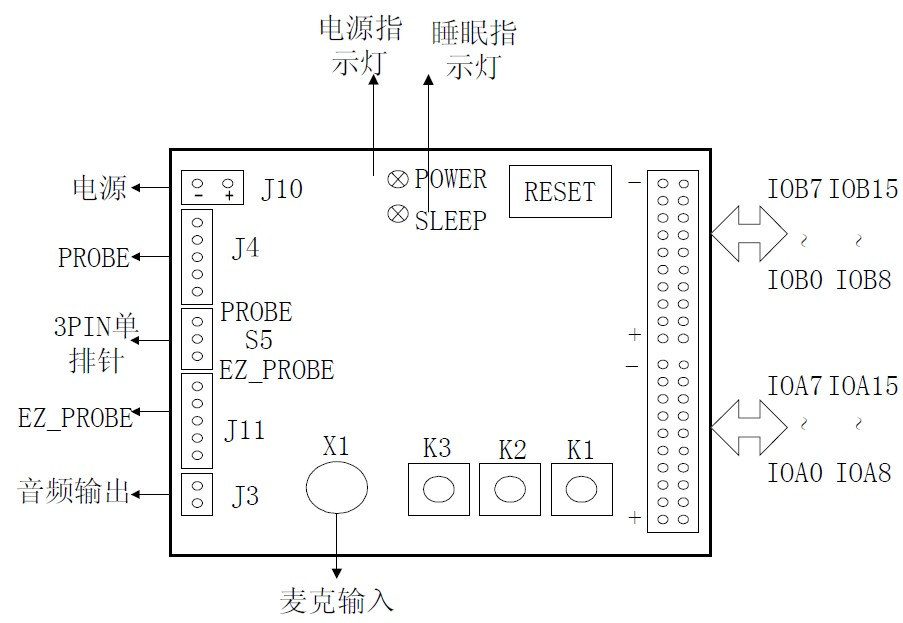 电源指
示灯
睡眠指
示灯
电源
- +
J10
POWER
SLEEP
RESET
-
IOB7 IOB15
~ ~
IOB0 IOB8
PROBE
J4
PROBE
3PIN单
排针
S5
EZ_PROBE
+
-
IOA7 IOA15
~ ~
IOA0 IOA8
EZ_PROBE
J11
X1
K3
K2
K1
音频输出
J3
+
麦克输入